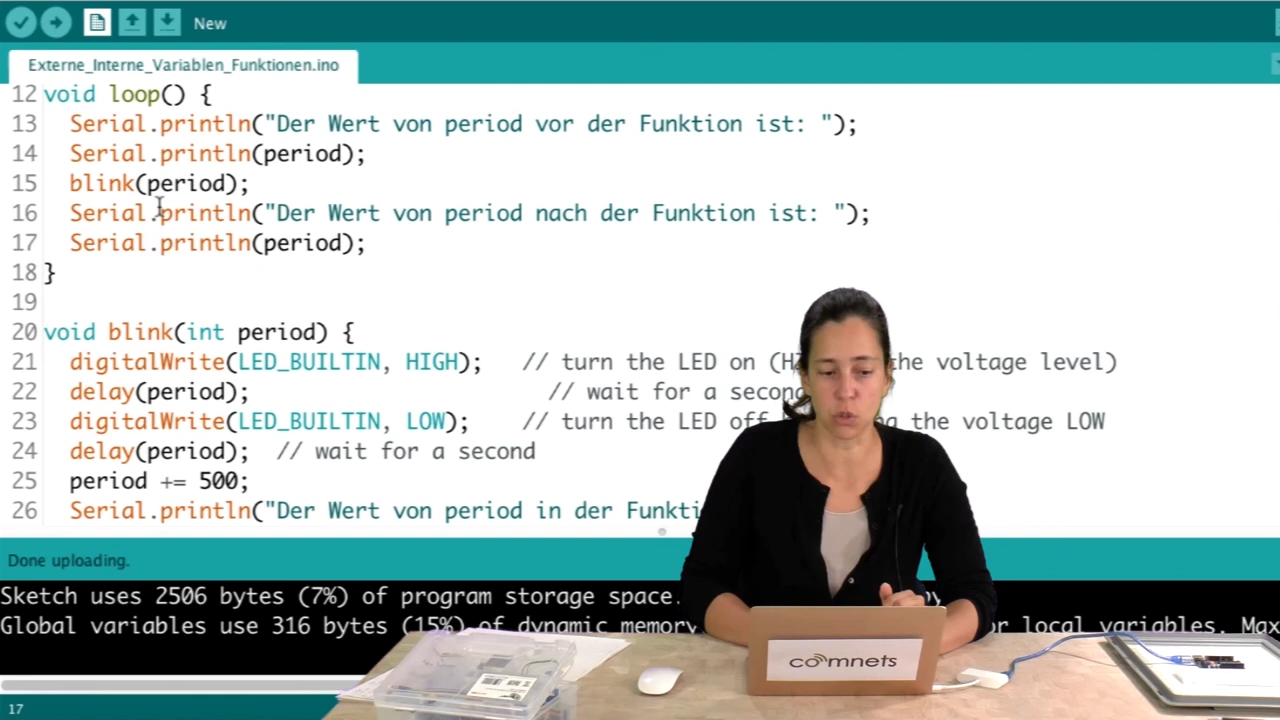 New
Externe_Interne_Variablen_Funktionen.ino
12 void loop() {
13 Serial.println("Der Wert von period vor der Funktion ist: ");
14 Serial.println(period);
15 blink(period);
16 Serial.println("Der Wert von period nach der Funktion ist: ");
17 Serial.println(period);
18 }
19
20 void blink(int period) {
21 digitalWrite(LED_BUILTIN, HIGH); // turn the LED on the voltage level)
22 delay(period); // wait for a second
23 digitalWrite(LED_BUILTIN, LOW); // turn the LED off the voltage LOW
24 delay(period); // wait for a second
25 period += 500;
26 Serial.println("Der Wert von period in der
Done uploading.
Sketch uses 2506 bytes (7%) of program storage space.
Global variables use 316 bytes (15%) of dynamic memory local variables.
comnets
17